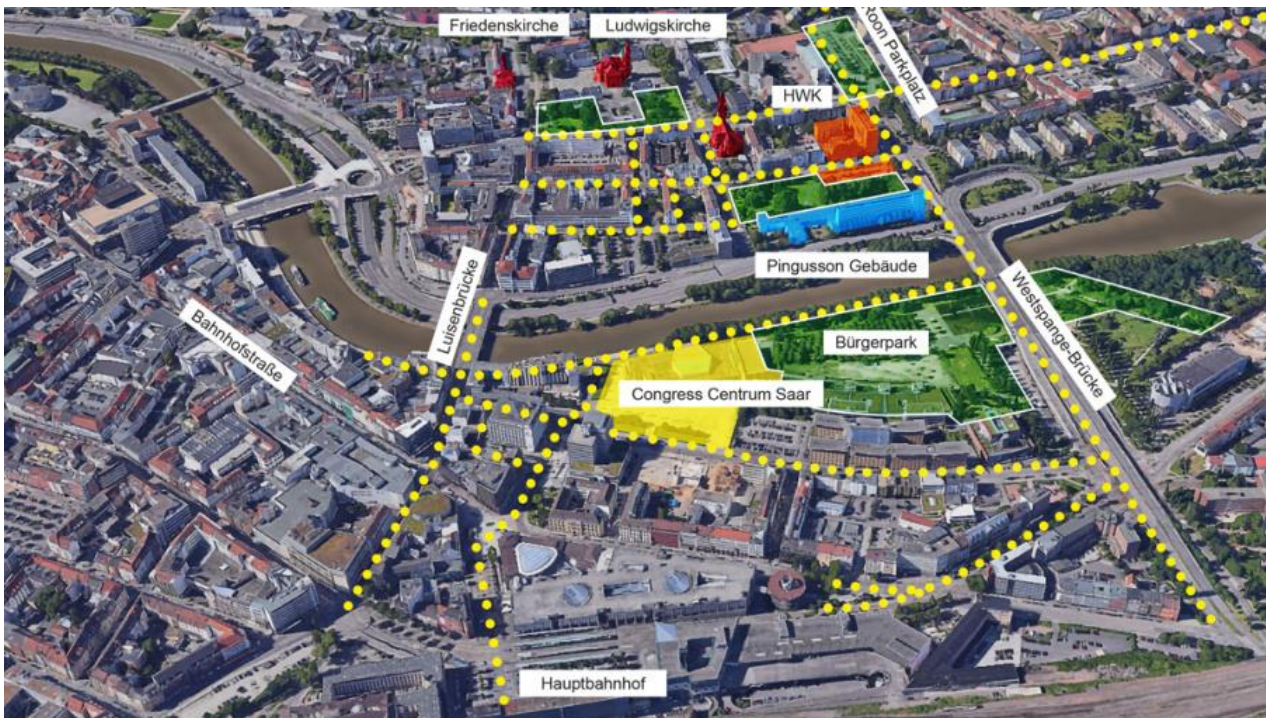 Friedenskirche
Ludwigskirche
Roon Parkplatz
HWK
Pingusson Gebäude
Luisenbrücke
Westspange-Brücke
Bahnhofstraße
Bürgerpark
Congress Centrum Saar
Hauptbahnhof